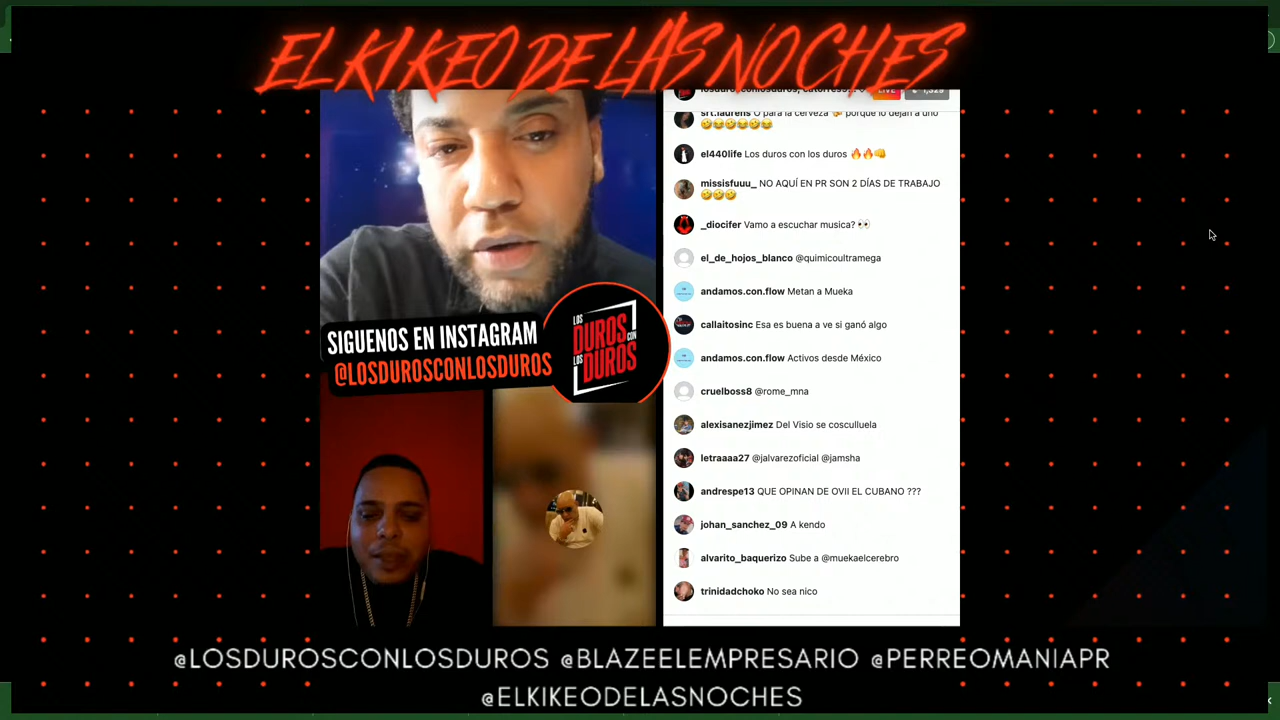 EL KIKEO DE LAS NOCHES
LIVE 1,329
srt.laurens O para la cerveza 🍻 porque lo dejan a uno
🤣😂🤣😂🤣😂
el440life Los duros con los duros 🔥🔥👊
missisfuuu_ NO AQUÍ EN PR SON 2 DÍAS DE TRABAJO
🤣🤣🤣
_diocifer Vamo a escuchar musica? 👀
el_de_hojos_blanco @quimicoultramega
andamos.con.flow Metan a Mueka
callaitosinc Esa es buena a ve si ganó algo
andamos.con.flow Activos desde México
cruelboss8 @rome_mna
alexisanezjimez Del Visio se cosculluela
letraaaa27 @jalvarezoficial @jamsha
andrespe13 QUE OPINAN DE OVII EL CUBANO ???
johan_sanchez_09 A kendo
alvarito_baquerizo Sube a @muekaelcerebro
trinidadchoko No sea nico
SIGUENOS EN INSTAGRAM
@LOSDUROSCONLOSDUROS
LOS
DUROS CON
LOS
DUROS
@LOSDUROSCONLOSDUROS @BLAZEELEMPRESARIO @PERREOMANIAPR
@ELKIKEODELASNOCHES